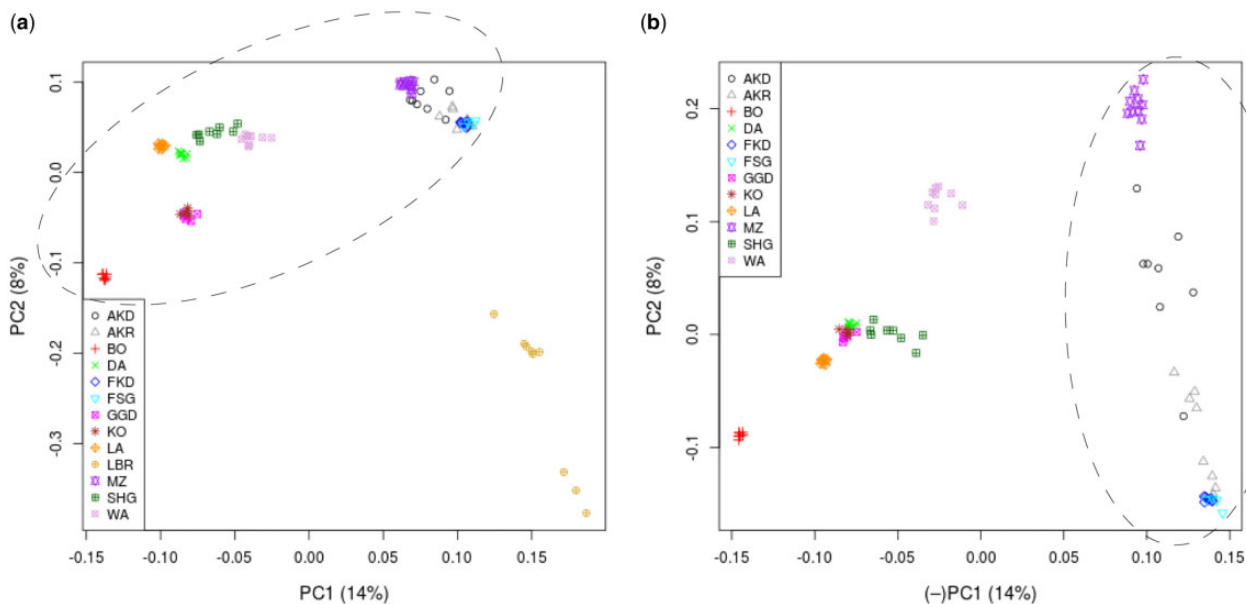 (a)
0.1
0.0
-0.1
-0.2
-0.3
PC2 (8%)
AKD
AKR
BO
DA
FKD
FSG
GGD
KO
LA
LBR
MZ
SHG
WA
-0.15 -0.10 -0.05 0.00 0.05 0.10 0.15
PC1 (14%)
(b)
0.2
0.1
0.0
-0.1
PC2 (8%)
AKD
AKR
BO
DA
FKD
FSG
GGD
KO
LA
MZ
SHG
WA
-0.15 -0.10 -0.05 0.00 0.05 0.10 0.15
(–)PC1 (14%)